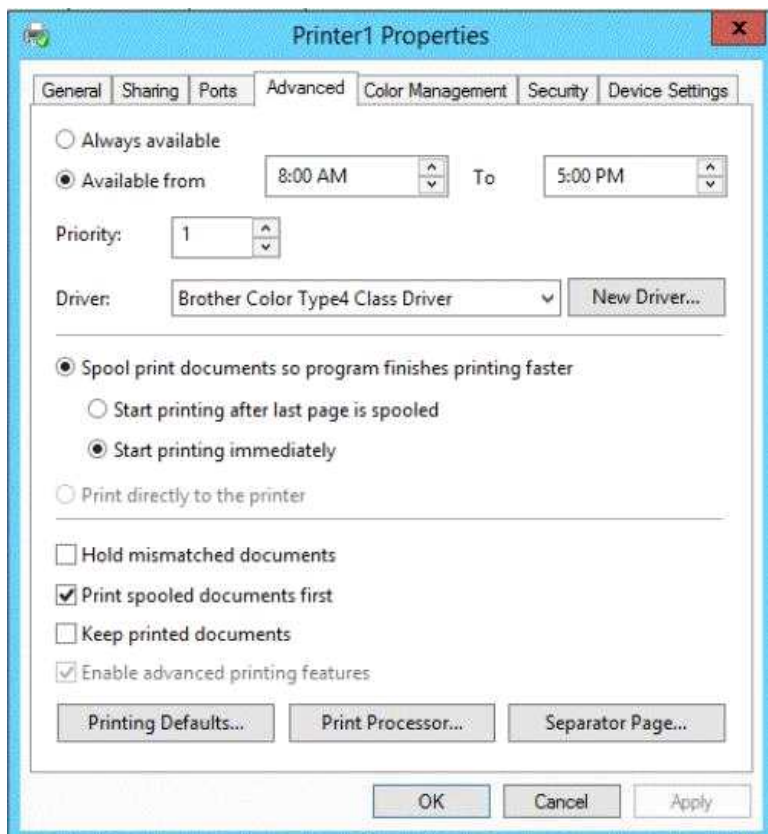 Printer1 Properties
x
General Sharing Ports Advanced Color Management Security Device Settings
Always available
Available from 8:00 AM To 5:00 PM
Priority: 1
Driver: Brother Color Type4 Class Driver New Driver...
Spool print documents so program finishes printing faster
Start printing after last page is spooled
Start printing immediately
Print directly to the printer
Hold mismatched documents
Print spooled documents first
Keep printed documents
Enable advanced printing features
Printing Defaults... Print Processor... Separator Page...
OK Cancel Apply